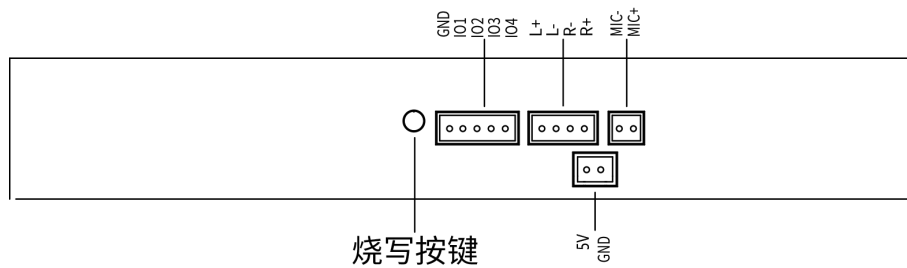 GND
IO1
IO2
IO3
IO4
L+
L-
R-
R+
MIC-
MIC+
烧写按键
5V
GND